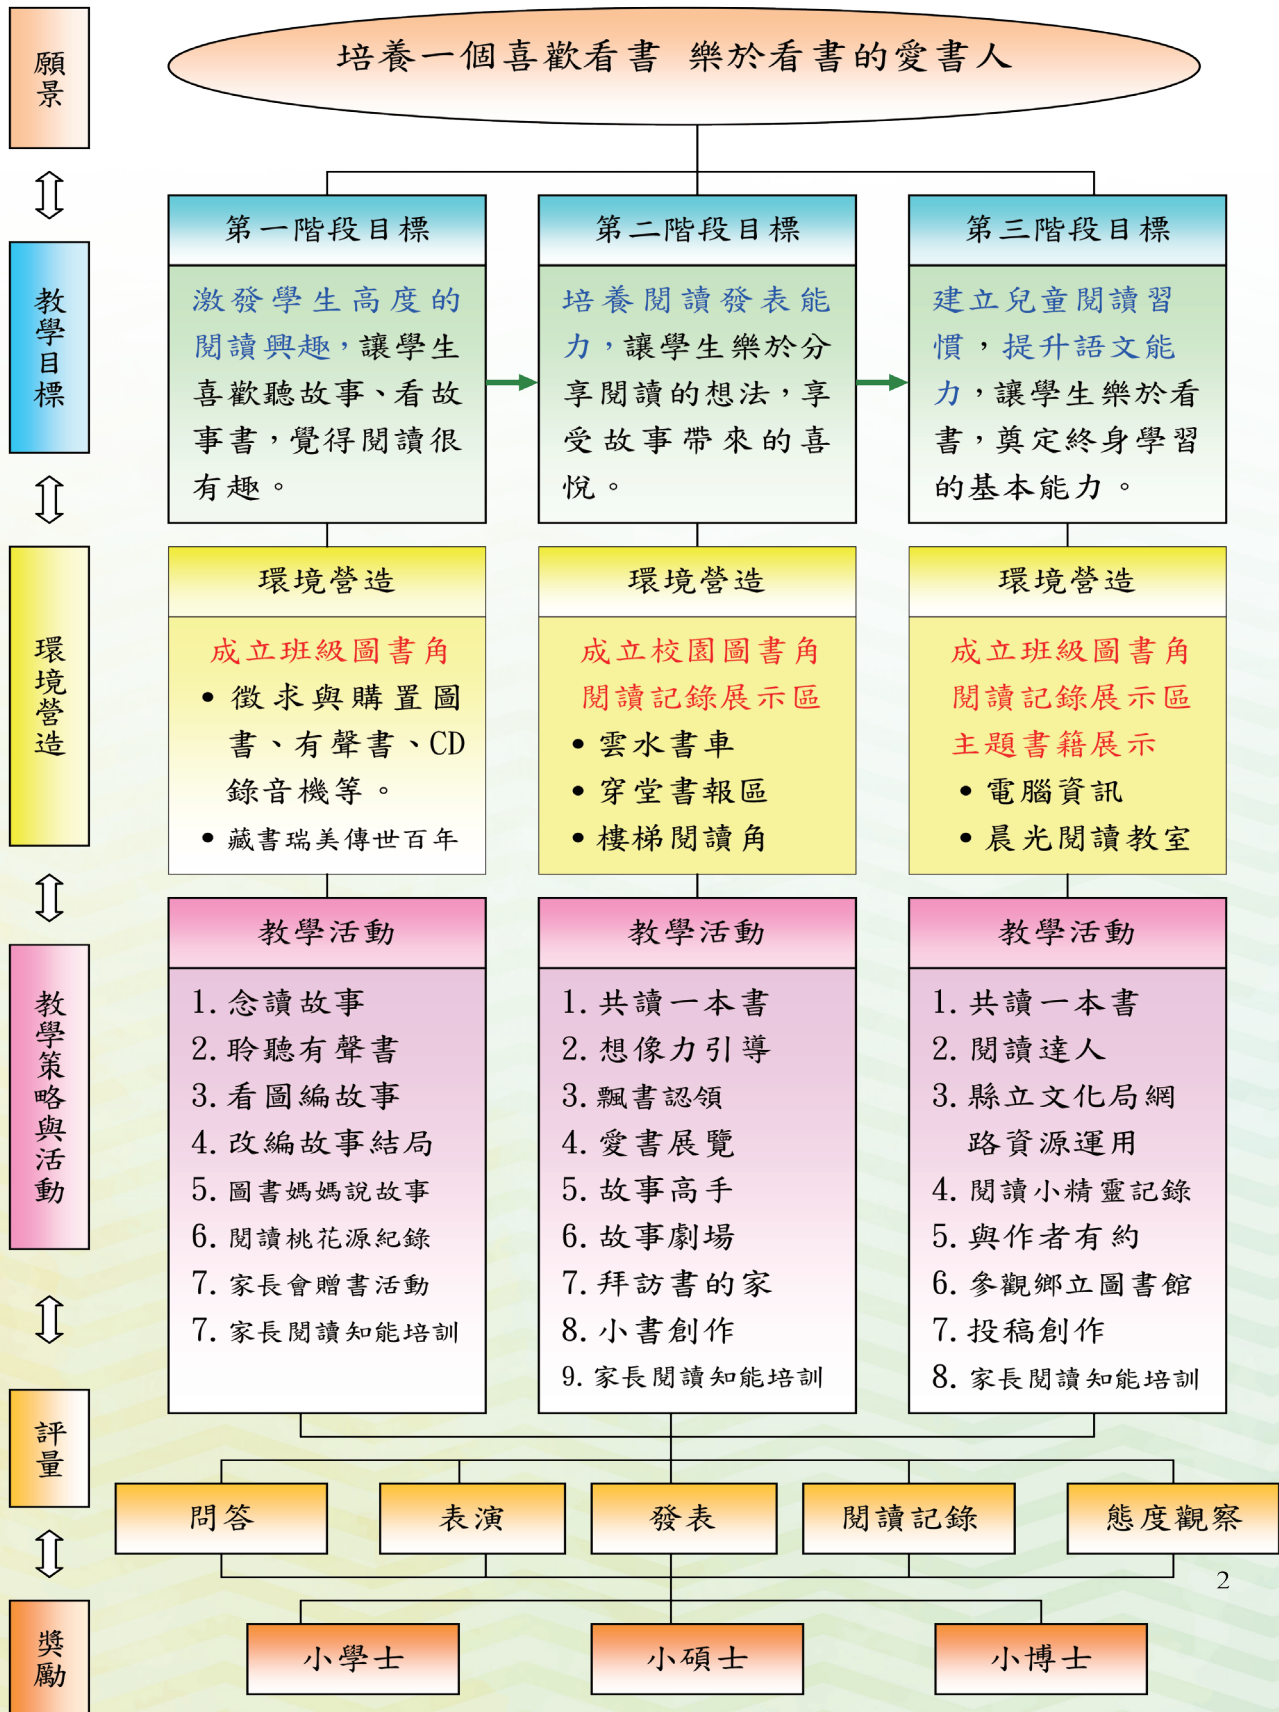 願景
培養一個喜歡看書 樂於看書的愛書人
教學目標
第一階段目標
激發學生高度的
閱讀興趣，讓學生
喜歡聽故事、看故
事書，覺得閱讀很
有趣。
第二階段目標
培養閱讀發表能
力，讓學生樂於分
享閱讀的想法，享
受故事帶來的喜
悅。
第三階段目標
建立兒童閱讀習
慣，提升語文能
力，讓學生樂於看
書，奠定終身學習
的基本能力。
環境營造
環境營造
成立班級圖書角
• 徵求與購置圖
書、有聲書、CD
錄音機等。
• 藏書瑞美傳世百年
環境營造
成立校園圖書角
閱讀記錄展示區
• 雲水書車
• 穿堂書報區
• 樓梯閱讀角
環境營造
成立班級圖書角
閱讀記錄展示區
主題書籍展示
• 電腦資訊
• 晨光閱讀教室
教學策略與活動
教學活動
1. 念讀故事
2. 聆聽有聲書
3. 看圖編故事
4. 改編故事結局
5. 圖書媽媽說故事
6. 閱讀桃花源紀錄
7. 家長會贈書活動
7. 家長閱讀知能培訓
教學活動
1. 共讀一本書
2. 想像力引導
3. 飄書認領
4. 愛書展覽
5. 故事高手
6. 故事劇場
7. 拜訪書的家
8. 小書創作
9. 家長閱讀知能培訓
教學活動
1. 共讀一本書
2. 閱讀達人
3. 縣立文化局網
路資源運用
4. 閱讀小精靈記錄
5. 與作者有約
6. 參觀鄉立圖書館
7. 投稿創作
8. 家長閱讀知能培訓
評量
問答
表演
發表
閱讀記錄
態度觀察
2
獎勵
小學士
小碩士
小博士